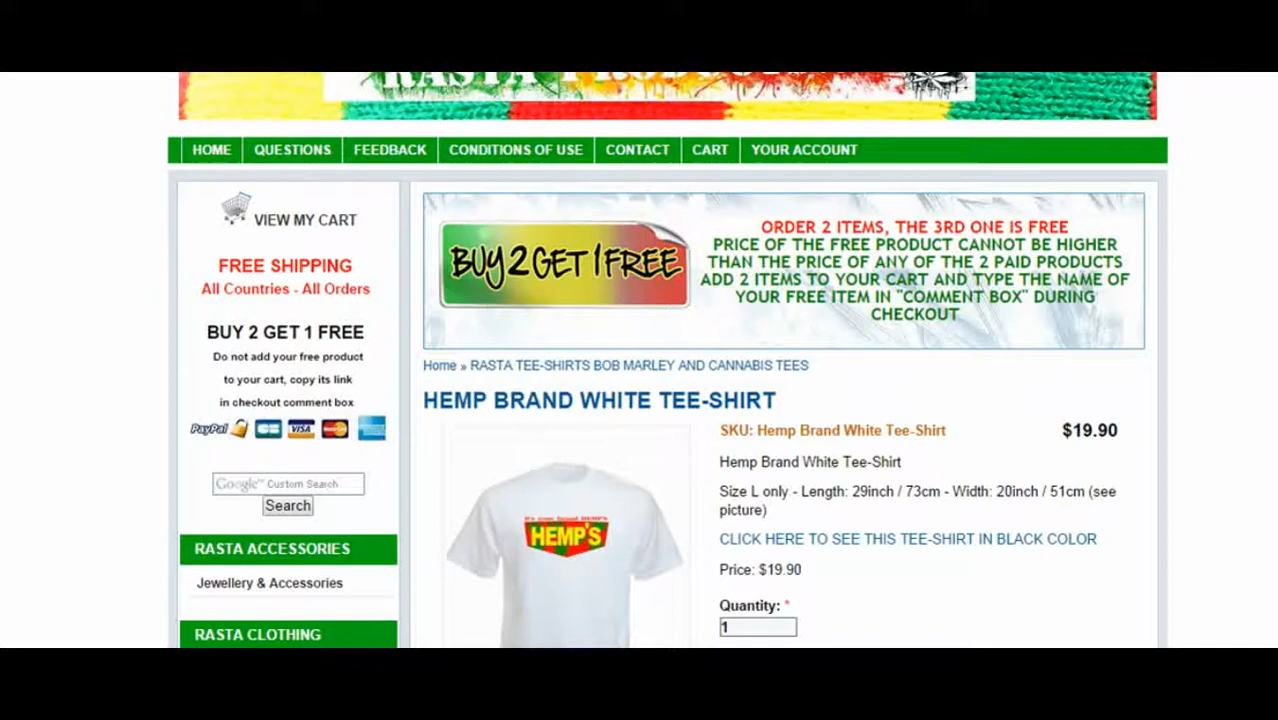 RASTA
HOME
QUESTIONS
FEEDBACK
CONDITIONS OF USE
CONTACT
CART
YOUR ACCOUNT
VIEW MY CART
FREE SHIPPING
All Countries - All Orders
BUY 2 GET 1 FREE
Do not add your free product
to your cart, copy its link
in checkout comment box
PayPal
VISA
Google™ Custom Search
Search
RASTA ACCESSORIES
Jewellery & Accessories
RASTA CLOTHING
BUY 2 GET 1 FREE
ORDER 2 ITEMS, THE 3RD ONE IS FREE
PRICE OF THE FREE PRODUCT CANNOT BE HIGHER
THAN THE PRICE OF ANY OF THE 2 PAID PRODUCTS
ADD 2 ITEMS TO YOUR CART AND TYPE THE NAME OF
YOUR FREE ITEM IN "COMMENT BOX" DURING
CHECKOUT
Home » RASTA TEE-SHIRTS BOB MARLEY AND CANNABIS TEES
HEMP BRAND WHITE TEE-SHIRT
HEMP'S
SKU: Hemp Brand White Tee-Shirt
$19.90
Hemp Brand White Tee-Shirt
Size L only - Length: 29inch / 73cm - Width: 20inch / 51cm (see
picture)
CLICK HERE TO SEE THIS TEE-SHIRT IN BLACK COLOR
Price: $19.90
Quantity: *
1